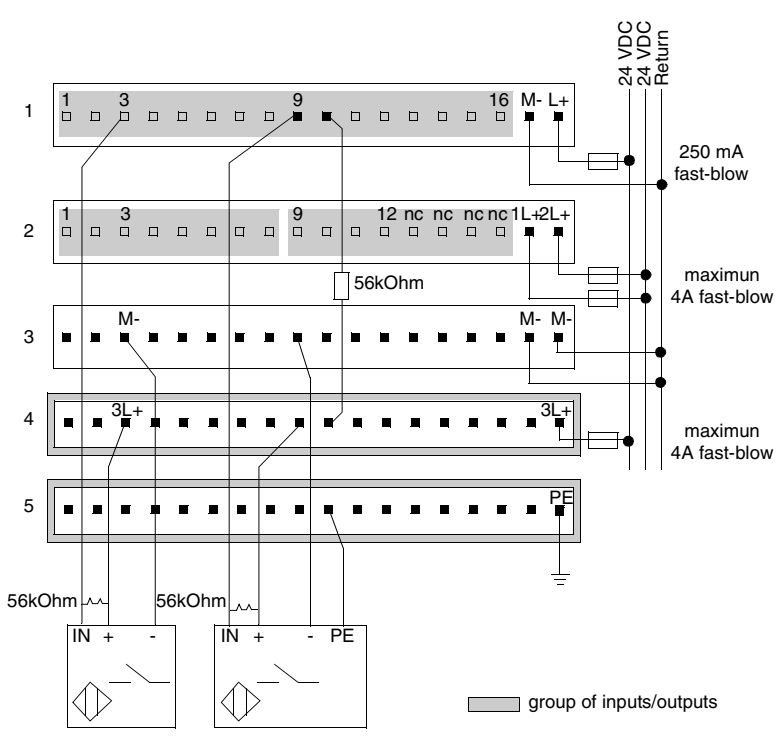 24 VDC
24 VDC
Return
1
1 3 9 16 M- L+
250 mA
fast-blow
2
1 3 9 12 nc nc nc nc 1L+ 2L+
56kOhm
maximun
4A fast-blow
3
M- M- M-
4
3L+ 3L+
maximun
4A fast-blow
5
PE
56kOhm
56kOhm
IN + -
IN + - PE
group of inputs/outputs